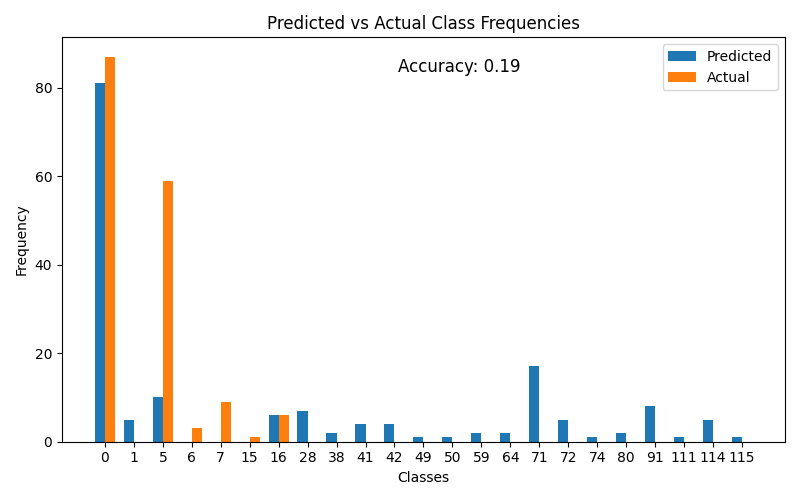 Predicted vs Actual Class Frequencies
Accuracy: 0.19
Predicted
Actual
Frequency
80
60
40
20
0
0 1 5 6 7 15 16 28 38 41 42 49 50 59 64 71 72 74 80 91 111 114 115
Classes